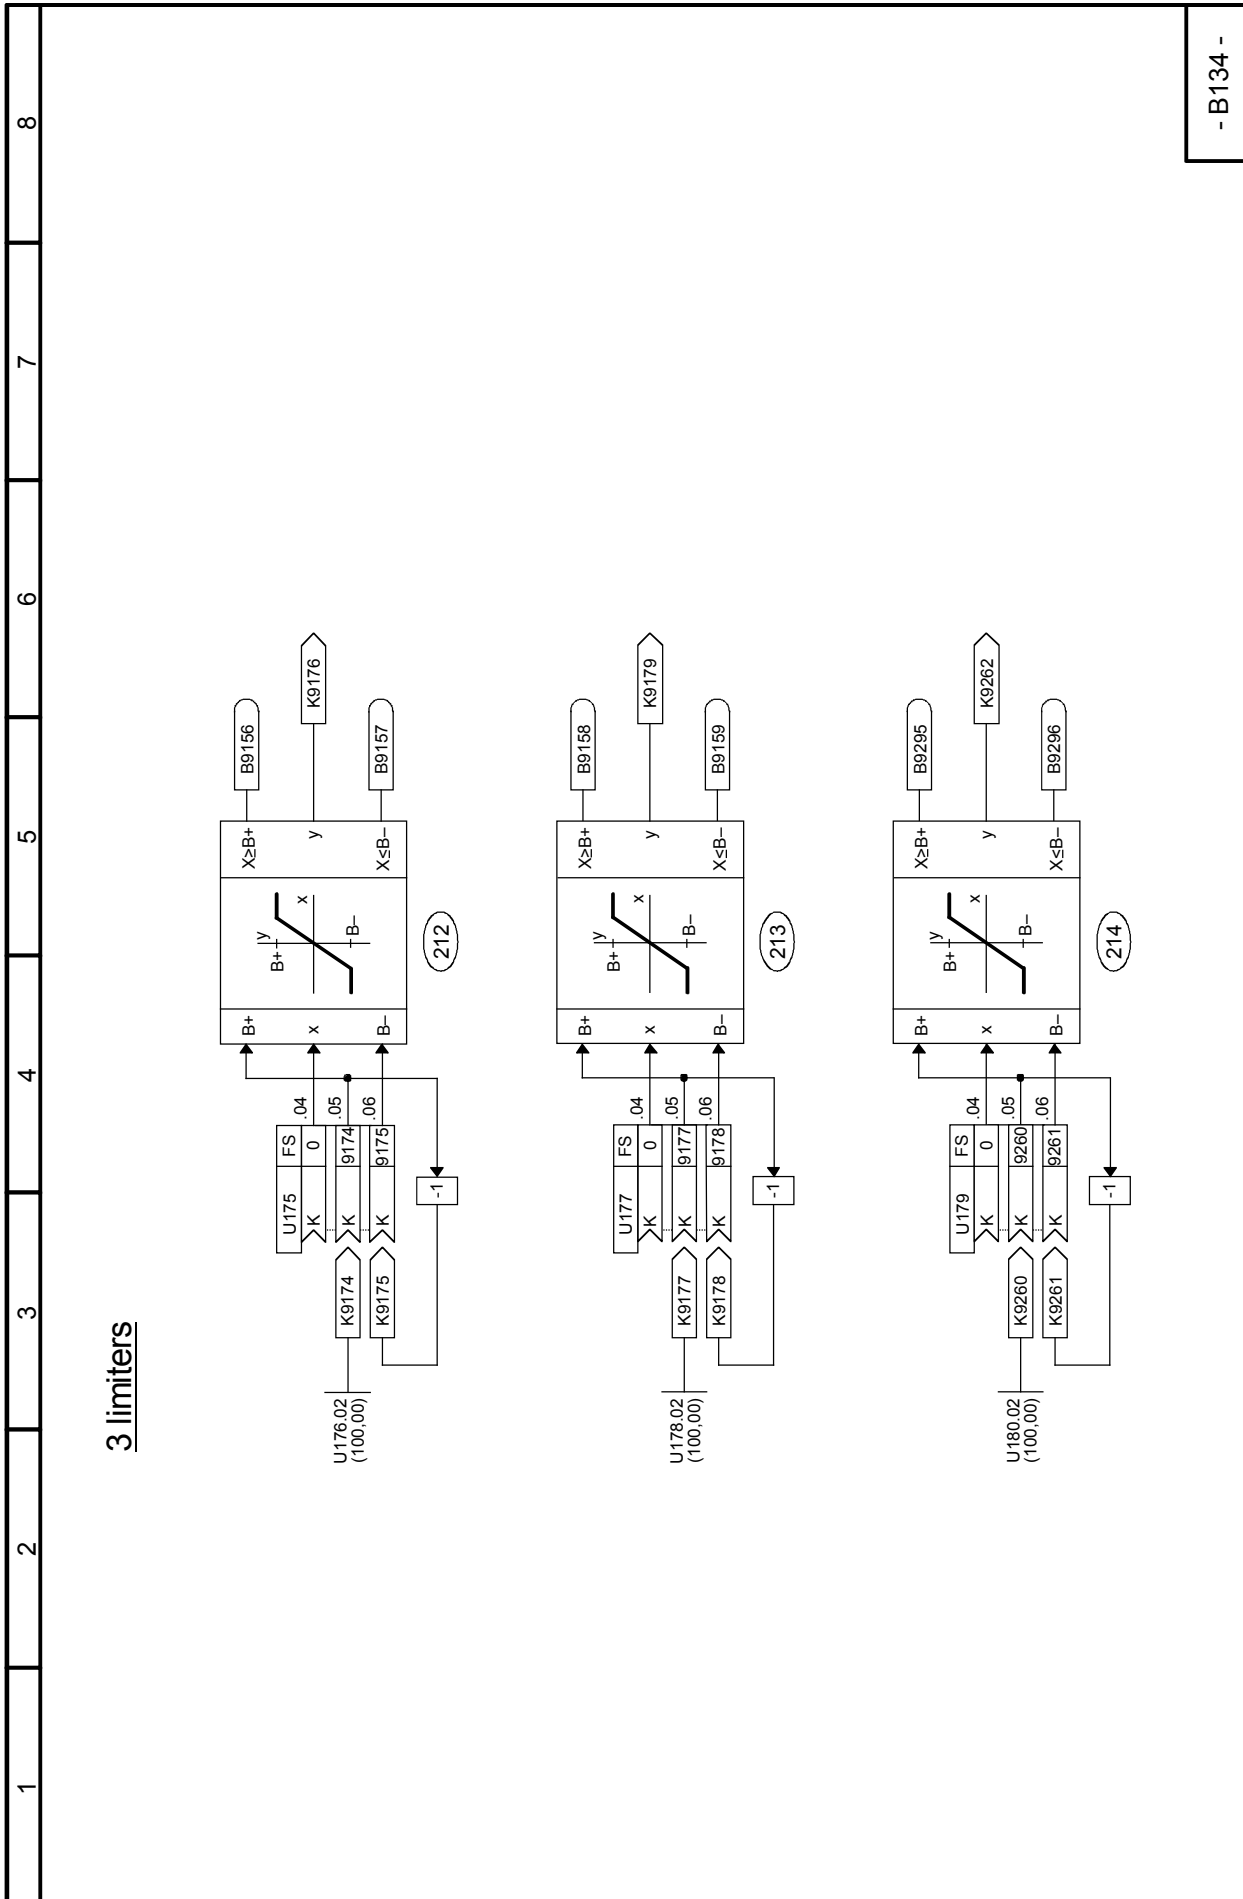 3 limiters
U176.02
(100,00)
K9174
K9175
U175 FS
K 0 .04
K 9174 .05
K 9175 .06
-1
B+
x
B–
y
B+
x
B–
X≥B+
y
X≤B–
B9156
K9176
B9157
212
U178.02
(100,00)
K9177
K9178
U177 FS
K 0 .04
K 9177 .05
K 9178 .06
-1
B+
x
B–
y
B+
x
B–
X≥B+
y
X≤B–
B9158
K9179
B9159
213
U180.02
(100,00)
K9260
K9261
U179 FS
K 0 .04
K 9260 .05
K 9261 .06
-1
B+
x
B–
y
B+
x
B–
X≥B+
y
X≤B–
B9295
K9262
B9296
214
1 2 3 4 5 6 7 8
- B134 -